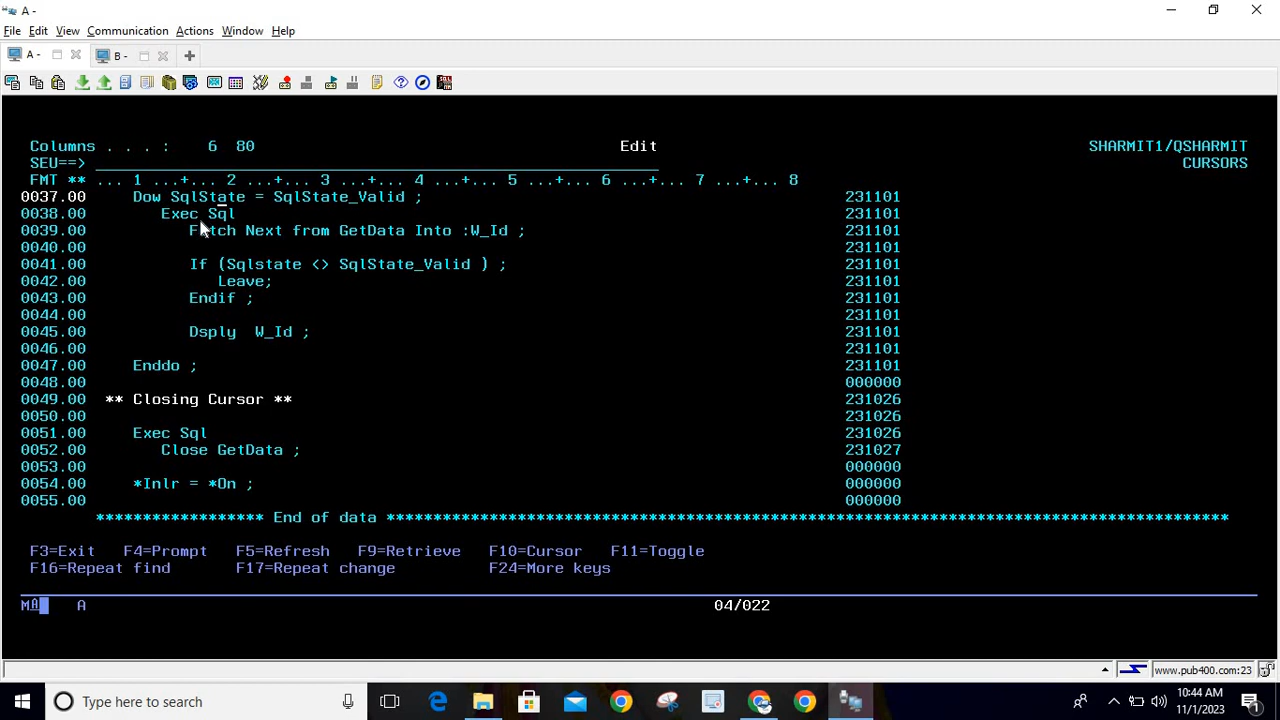 A -
File Edit View Communication Actions Window Help
A - B -
Columns . . . : 6 80 Edit SHARMIT1/QSHARMIT
SEU==> CURSORS
FMT ** ... 1 ...+... 2 ...+... 3 ...+... 4 ...+... 5 ...+... 6 ...+... 7 ...+... 8
0037.00 Dow SqlState = SqlState_Valid ; 231101
0038.00 Exec Sql 231101
0039.00 Fetch Next from GetData Into :W_Id ; 231101
0040.00 231101
0041.00 If (Sqlstate <> SqlState_Valid ) ; 231101
0042.00 Leave; 231101
0043.00 Endif ; 231101
0044.00 231101
0045.00 Dsply W_Id ; 231101
0046.00 231101
0047.00 Enddo ; 231101
0048.00 000000
0049.00 ** Closing Cursor ** 231026
0050.00 231026
0051.00 Exec Sql 231026
0052.00 Close GetData ; 231027
0053.00 000000
0054.00 *Inlr = *On ; 000000
0055.00 000000
****************** End of data ******************************************************************************************
F3=Exit F4=Prompt F5=Refresh F9=Retrieve F10=Cursor F11=Toggle
F16=Repeat find F17=Repeat change F24=More keys
MA A 04/022
www.pub400.com:23
Type here to search
10:44 AM
11/1/2023